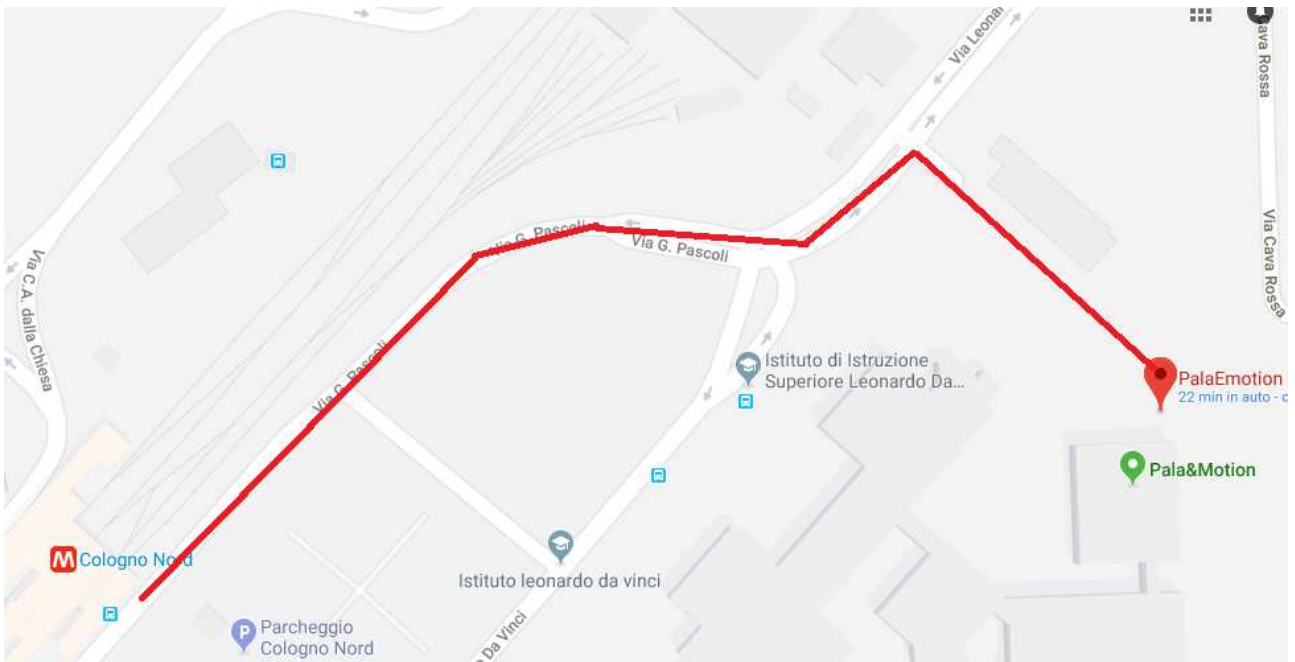 Via Leonar
Cava Rossa
Via Cava Rossa
Via G. Pascoli
Via G. Pascoli
Via C.A. dalla Chiesa
Via G. Pascoli
Istituto di Istruzione
Superiore Leonardo Da...
PalaEmotion
22 min in auto - c
Pala&Motion
M Cologno Nord
Istituto leonardo da vinci
P Parcheggio
Cologno Nord
Da Vinci